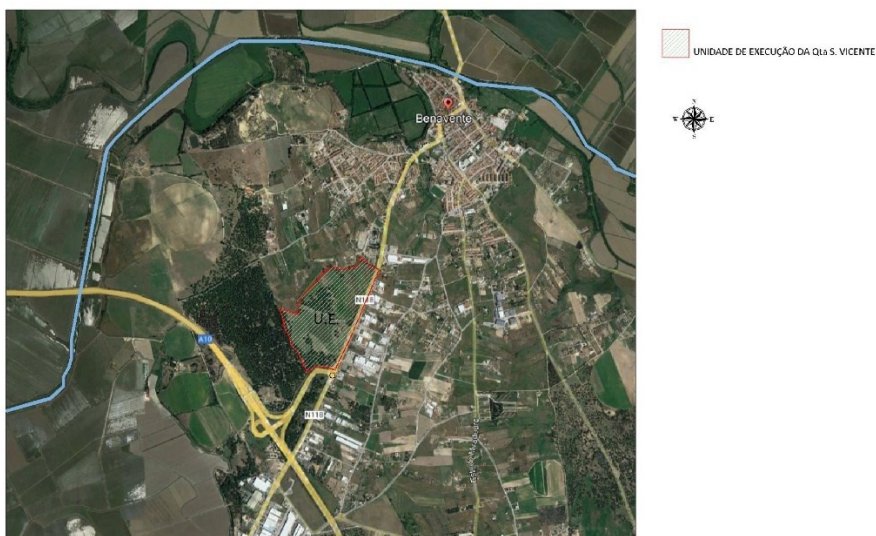 UNIDADE DE EXECUÇÃO DA Qta S. VICENTE
N
W
E
S
Benavente
N118
U.E.
A10
N118